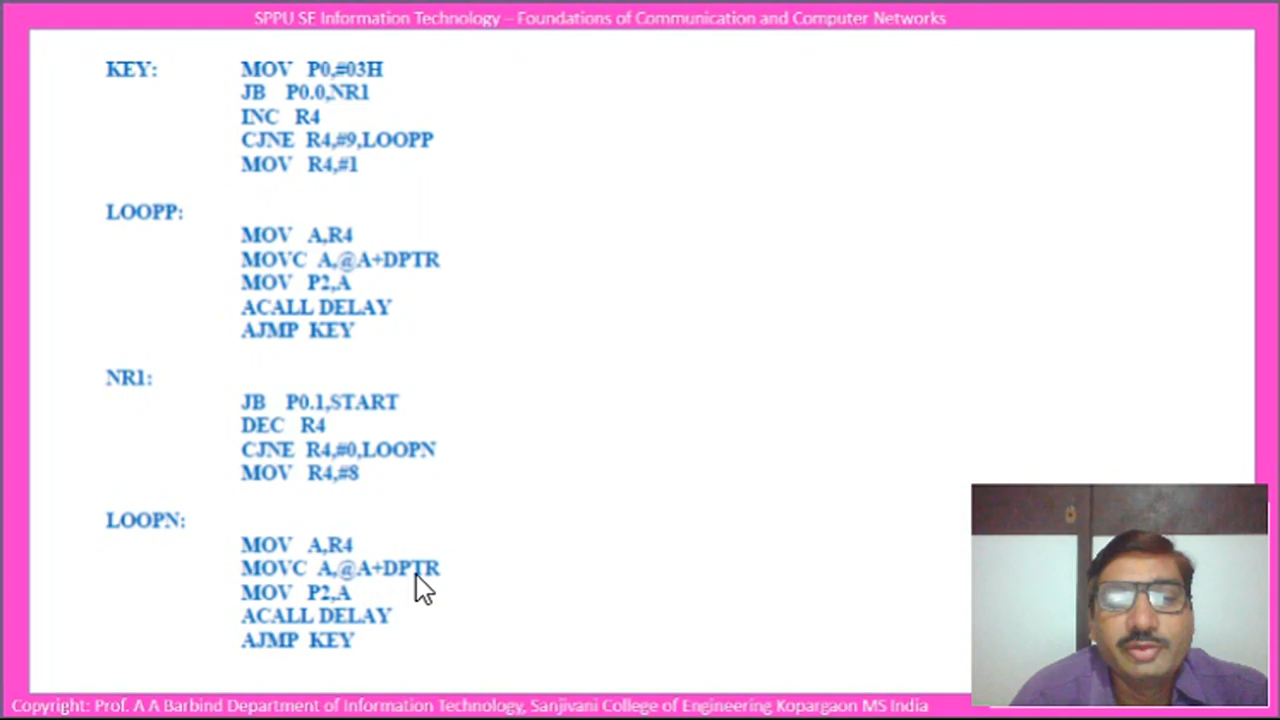 SPPU SE Information Technology – Foundations of Communication and Computer Networks
KEY: MOV P0,#03H
JB P0.0,NR1
INC R4
CJNE R4,#9,LOOPP
MOV R4,#1
LOOPP:
MOV A,R4
MOVC A,@A+DPTR
MOV P2,A
ACALL DELAY
AJMP KEY
NR1:
JB P0.1,START
DEC R4
CJNE R4,#0,LOOPN
MOV R4,#8
LOOPN:
MOV A,R4
MOVC A,@A+DPTR
MOV P2,A
ACALL DELAY
AJMP KEY
Copyright: Prof. A A Barbind Department of Information Technology, Sanjivani College of Engineering Kopargaon MS India